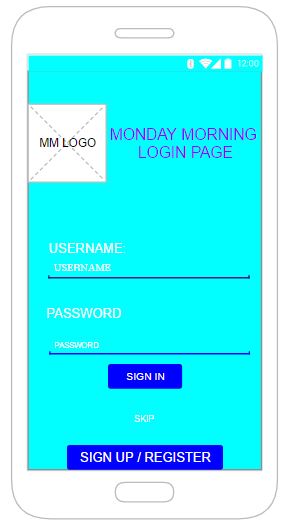 12:00
MM LOGO
MONDAY MORNING
LOGIN PAGE
USERNAME:
USERNAME
PASSWORD
PASSWORD
SIGN IN
SKIP
SIGN UP / REGISTER